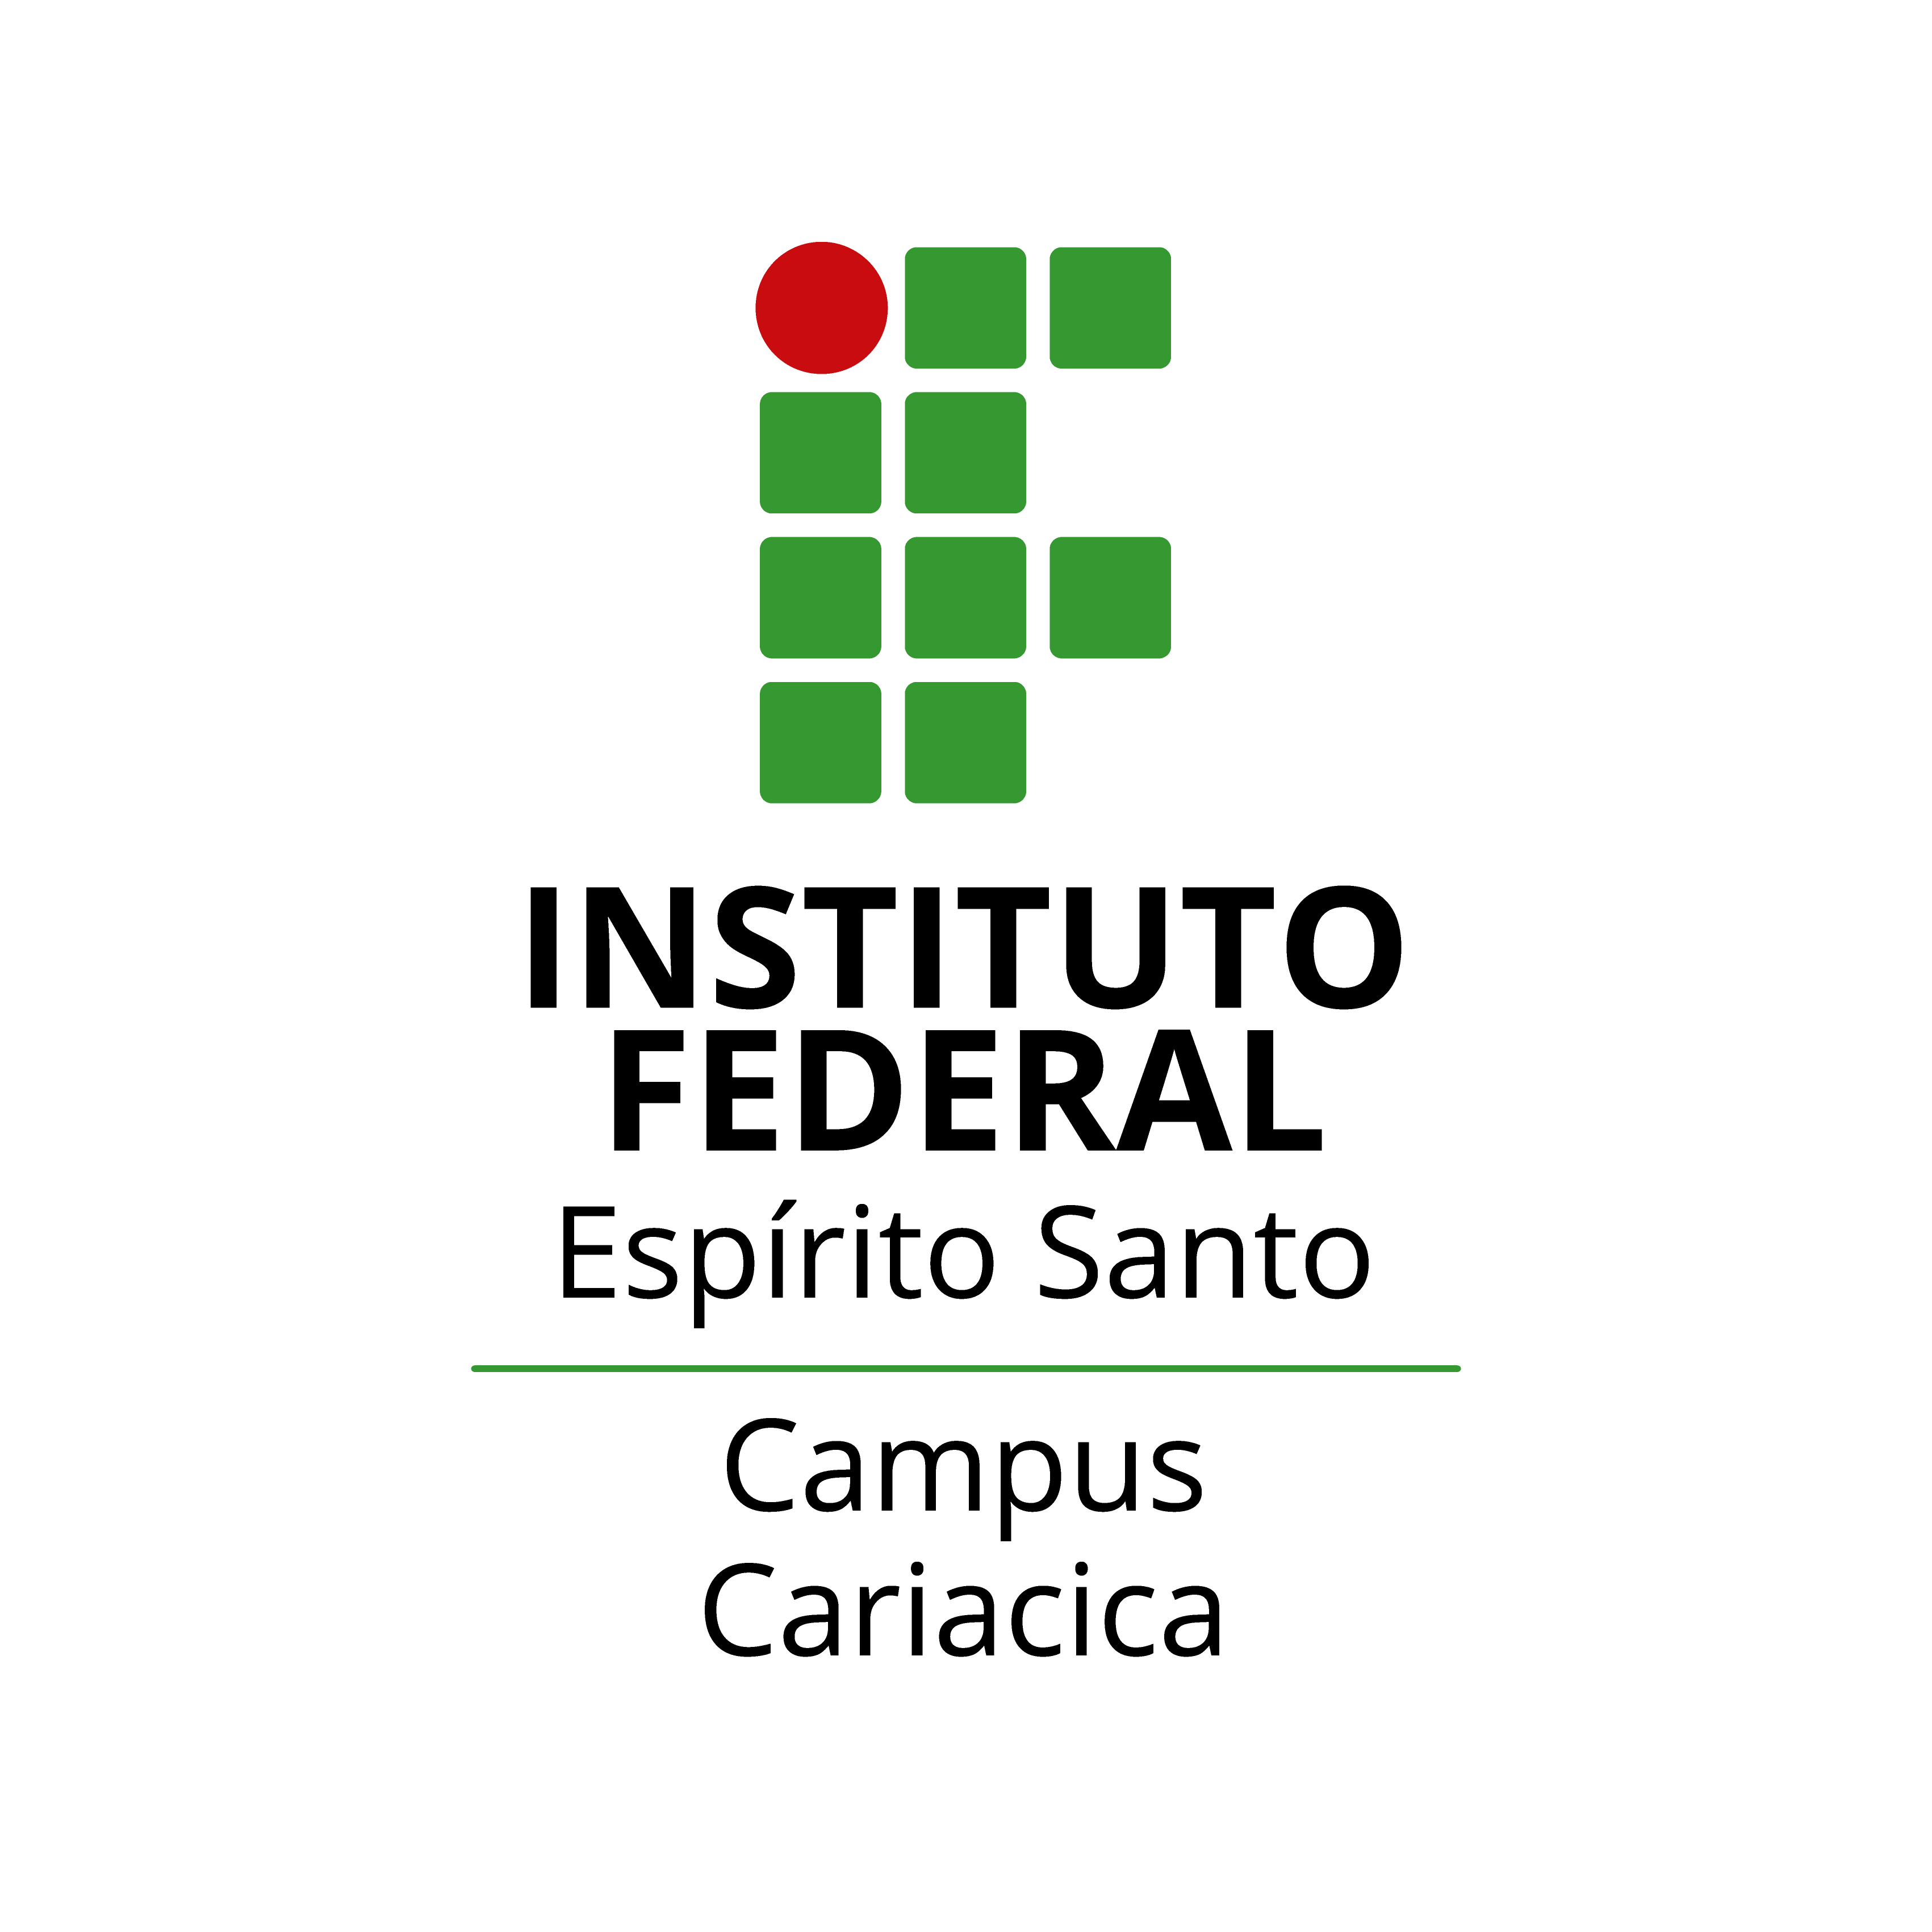 INSTITUTO
FEDERAL
Espírito Santo
Campus
Cariacica